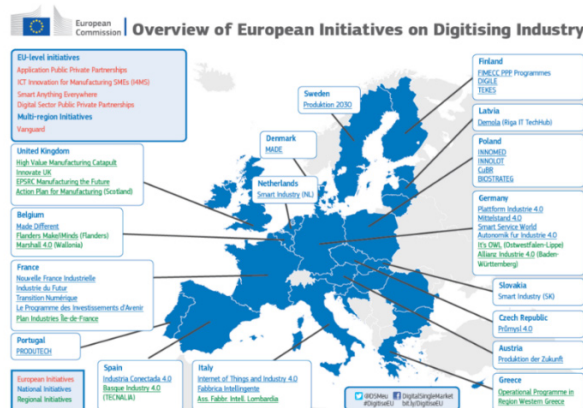 European
Commission
Overview of European Initiatives on Digitising Industry
EU-level initiatives
Application Public Private Partnerships
ICT Innovation for Manufacturing SMEs (I4MS)
Smart Anything Everywhere
Digital Sector Public Private Partnerships
Multi-region Initiatives
Vanguard
United Kingdom
High Value Manufacturing Catapult
Innovate UK
EPSRC Manufacturing the Future
Action Plan for Manufacturing (Scotland)
Belgium
Made Different
Flanders Make|Minds (Flanders)
Marshall 4.0 (Wallonia)
France
Nouvelle France Industrielle
Industrie du Futur
Transition Numérique
Le Programme des Investissements d'Avenir
Plan Industries Île-de-France
Portugal
PRODUTECH
European Initiatives
National Initiatives
Regional Initiatives
Spain
Industria Conectada 4.0
Basque Industry 4.0
(TECNALIA)
Italy
Internet of Things and Industry 4.0
Fabbrica Intelligente
Ass. Fabbr. Intell. Lombardia
Sweden
Produktion 2030
Denmark
MADE
Netherlands
Smart Industry (NL)
Finland
FIMECC PPP Programmes
DIGILE
TEKES
Latvia
Demola (Riga IT TechHub)
Poland
INNOMED
INNOLOT
CuBR
BIOSTRATEG
Germany
Plattform Industrie 4.0
Mittelstand 4.0
Smart Service World
Autonomik fur Industrie 4.0
It's OWL (Ostwestfalen-Lippe)
Allianz Industrie 4.0 (Baden-
Württemberg)
Slovakia
Smart Industry (SK)
Czech Republic
Průmysl 4.0
Austria
Produktion der Zukunft
Greece
Operational Programme in
Region Western Greece
@DSMeu
#DigitiseEU
DigitalSingleMarket
bit.ly/DigitiseEU